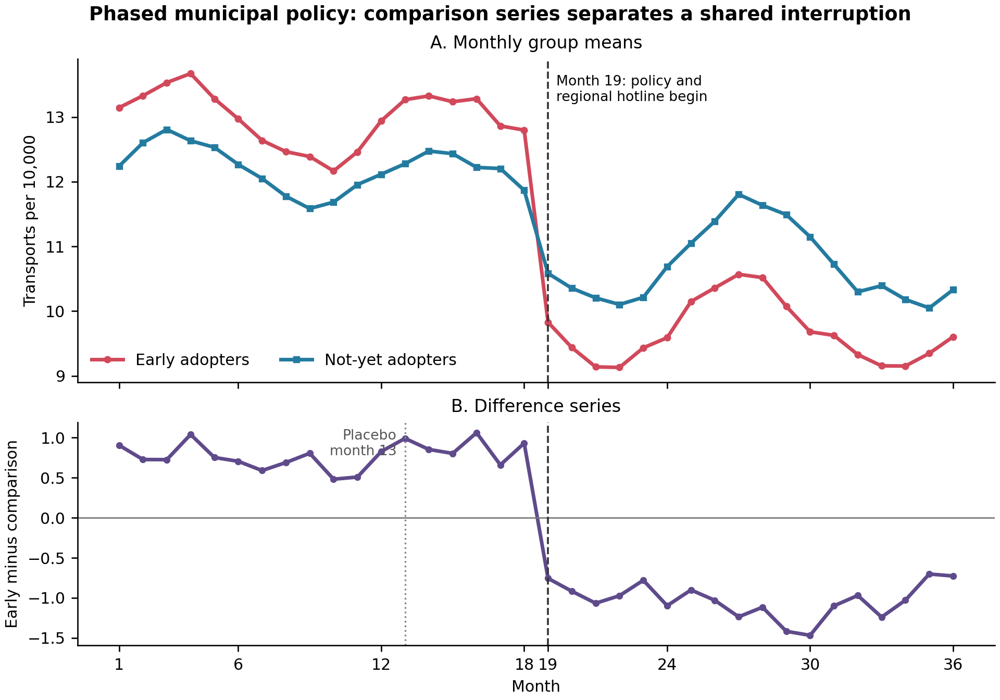 Phased municipal policy: comparison series separates a shared interruption
A. Monthly group means
Transports per 10,000
13
12
11
10
9
Month 19: policy and
regional hotline begin
Early adopters
Not-yet adopters
B. Difference series
Early minus comparison
1.0
0.5
0.0
−0.5
−1.0
−1.5
Placebo
month 13
1
6
12
18
19
24
30
36
Month